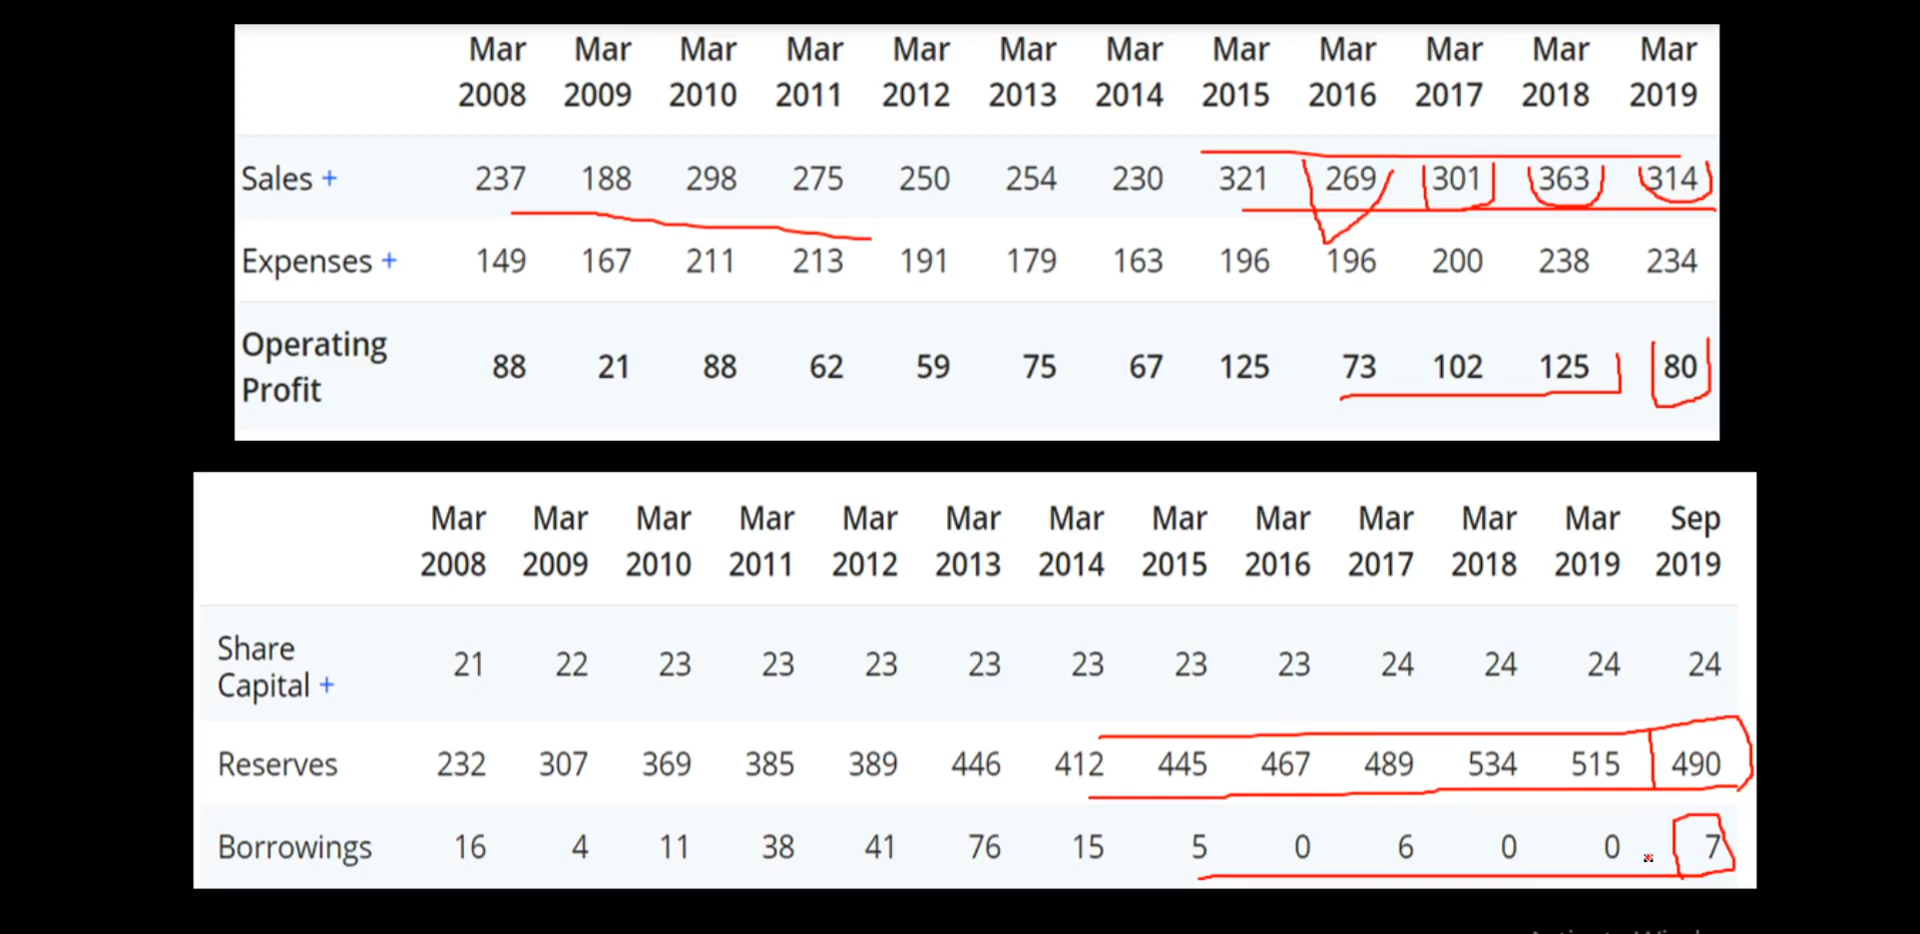 Mar 2008 Mar 2009 Mar 2010 Mar 2011 Mar 2012 Mar 2013 Mar 2014 Mar 2015 Mar 2016 Mar 2017 Mar 2018 Mar 2019
Sales + 237 188 298 275 250 254 230 321 269 301 363 314
Expenses + 149 167 211 213 191 179 163 196 196 200 238 234
Operating Profit 88 21 88 62 59 75 67 125 73 102 125 80
Mar 2008 Mar 2009 Mar 2010 Mar 2011 Mar 2012 Mar 2013 Mar 2014 Mar 2015 Mar 2016 Mar 2017 Mar 2018 Mar 2019 Sep 2019
Share Capital + 21 22 23 23 23 23 23 23 23 24 24 24 24
Reserves 232 307 369 385 389 446 412 445 467 489 534 515 490
Borrowings 16 4 11 38 41 76 15 5 0 6 0 0 7